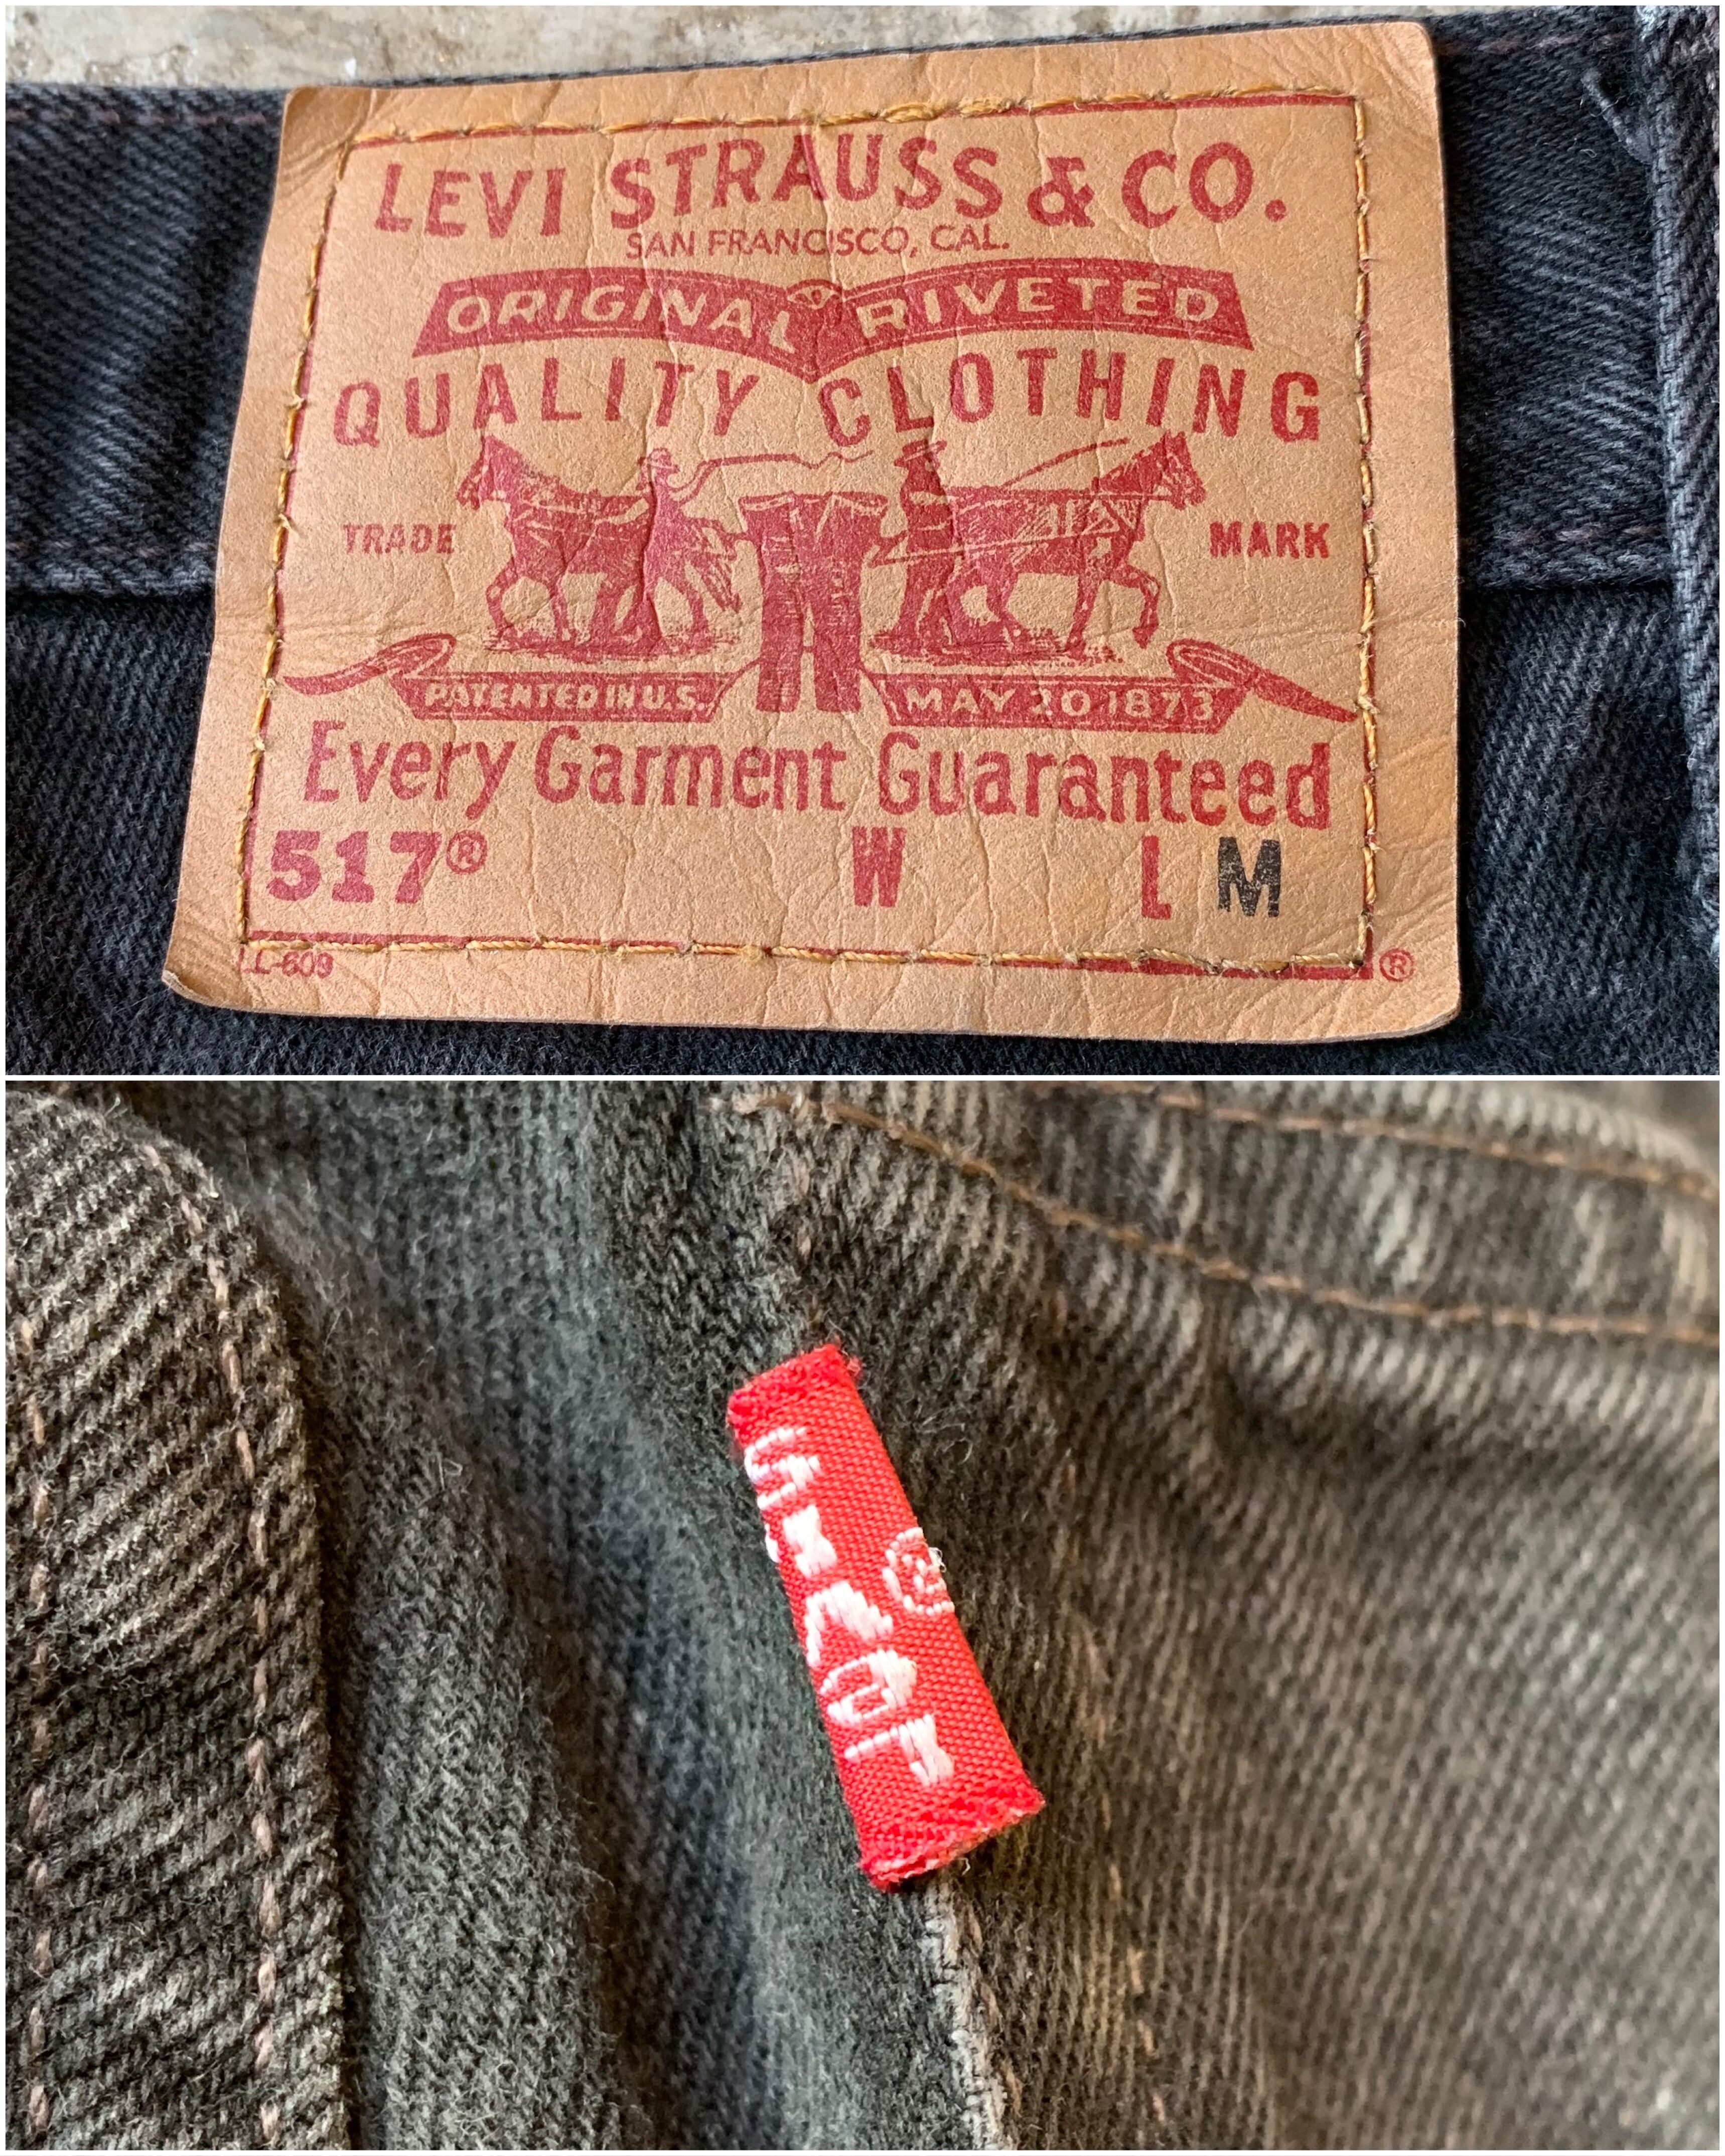 LEVI STRAUSS & CO.
SAN FRANCISCO, CAL.
ORIGINAL RIVETED
QUALITY CLOTHING
TRADE MARK
PATENTED IN U.S. MAY 20 1873
Every Garment Guaranteed
517® W L M
LL-609 ®
LEVI'S
®